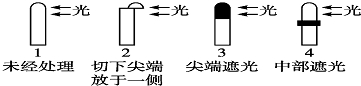 光 光 光 光
1 2 3 4
未经处理 切下尖端 尖端遮光 中部遮光
放于一侧